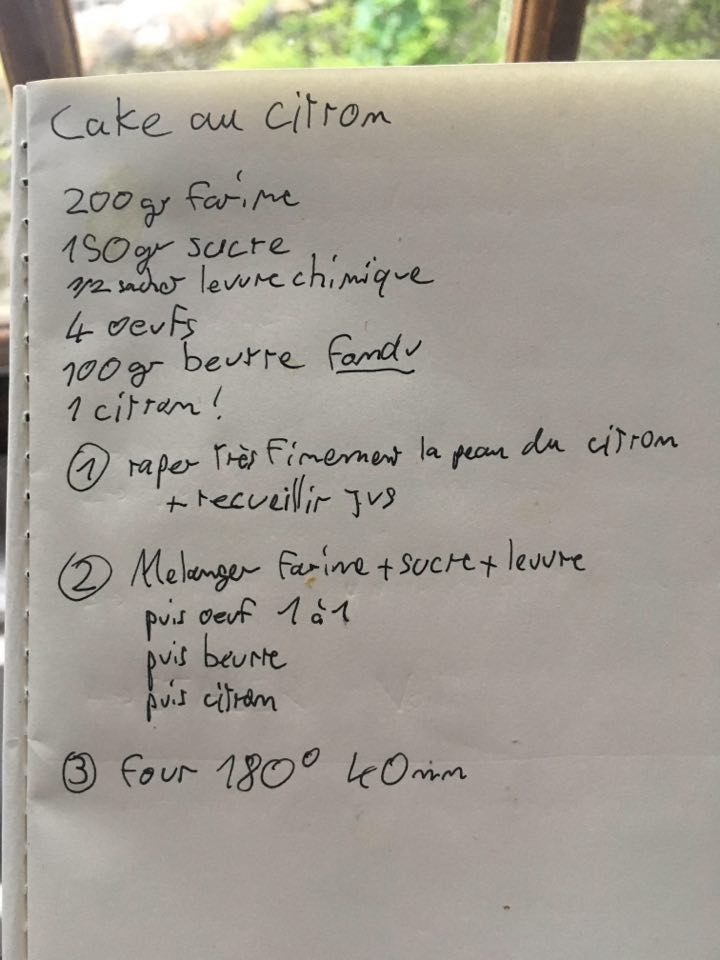 Cake au citron
200gr farine
150gr sucre
1/2 sachet levure chimique
4 oeufs
100gr beurre fondu
1 citron!
① raper très finement la peau du citron
+ recueillir jus
② Melanger farine + sucre + levure
puis oeuf 1 à 1
puis beurre
puis citron
③ four 180° 40min